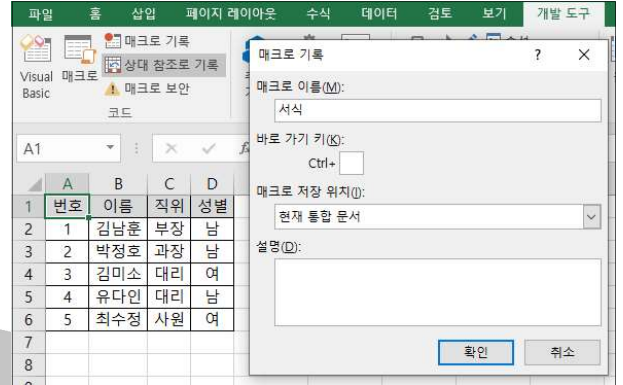 파일 홈 삽입 페이지 레이아웃 수식 데이터 검토 보기 개발 도구
Visual Basic
매크로
매크로 기록
상대 참조로 기록
매크로 보안
코드
A1
A B C D
1 번호 이름 직위 성별
2 1 김남훈 부장 남
3 2 박정호 과장 남
4 3 김미소 대리 여
5 4 유다인 대리 남
6 5 최수정 사원 여
7
8
매크로 기록 ? ×
매크로 이름(M):
서식
바로 가기 키(K):
Ctrl+
매크로 저장 위치(I):
현재 통합 문서
설명(D):
확인 취소